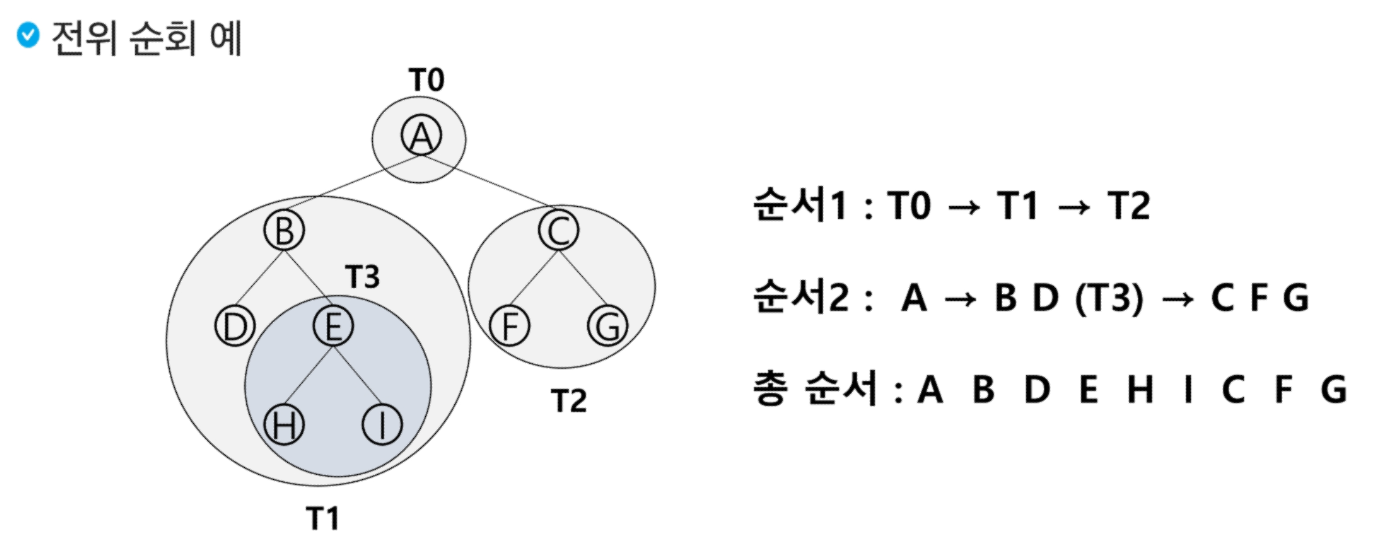 전위 순회 예
T0
A
B
C
T3
D
E
F
G
H
I
T2
T1
순서1 : T0 → T1 → T2
순서2 : A → B D (T3) → C F G
총 순서 : A B D E H I C F G